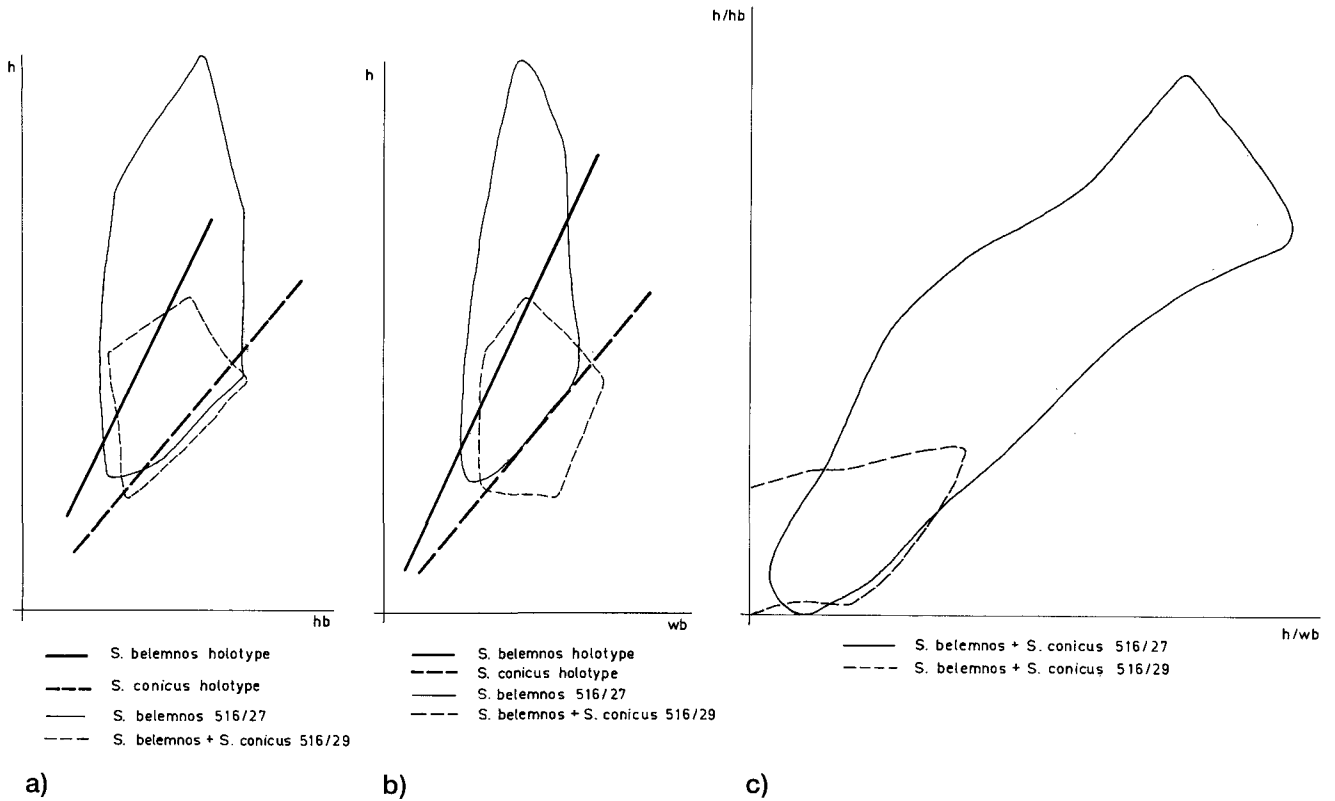 h
hb
S. belemnos holotype
S. conicus holotype
S. belemnos 516/27
S. belemnos + S. conicus 516/29
a)
h
wb
S. belemnos holotype
S. conicus holotype
S. belemnos 516/27
S. belemnos + S. conicus 516/29
b)
h/hb
h/wb
S. belemnos + S. conicus 516/27
S. belemnos + S. conicus 516/29
c)